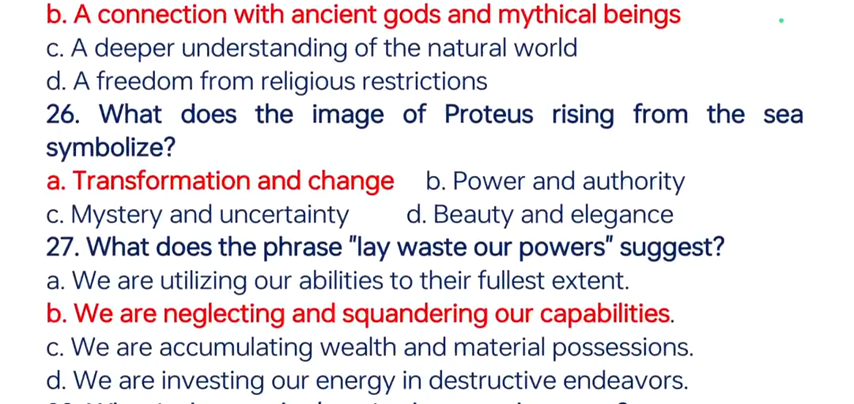 b. A connection with ancient gods and mythical beings
c. A deeper understanding of the natural world
d. A freedom from religious restrictions
26. What does the image of Proteus rising from the sea
symbolize?
a. Transformation and change b. Power and authority
c. Mystery and uncertainty d. Beauty and elegance
27. What does the phrase "lay waste our powers" suggest?
a. We are utilizing our abilities to their fullest extent.
b. We are neglecting and squandering our capabilities.
c. We are accumulating wealth and material possessions.
d. We are investing our energy in destructive endeavors.